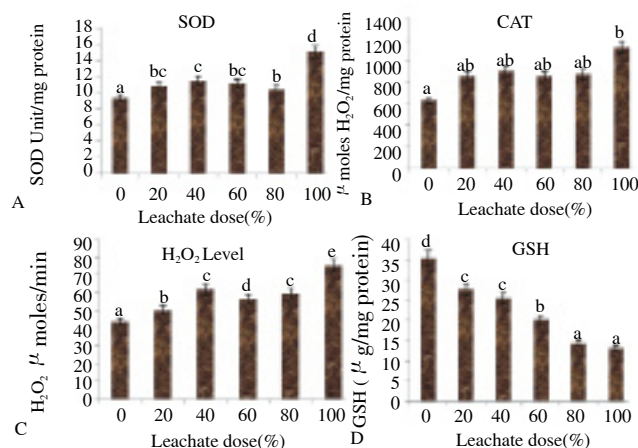 SOD
SOD Unit/mg protein
18
16
14
12
10
8
6
4
2
0
a
bc
c
bc
b
d
0 20 40 60 80 100
Leachate dose(%)
A
CAT
μ moles H₂O₂/mg protein
1400
1200
1000
800
600
400
200
0
a
ab
ab
ab
ab
b
0 20 40 60 80 100
Leachate dose(%)
B
H₂O₂ Level
H₂O₂ μ moles/min
90
80
70
60
50
40
30
20
10
0
a
b
c
d
c
e
0 20 40 60 80 100
Leachate dose(%)
C
GSH
GSH ( μ g/mg protein)
40
35
30
25
20
15
10
5
0
d
c
c
b
a
a
0 20 40 60 80 100
Leachate dose(%)
D